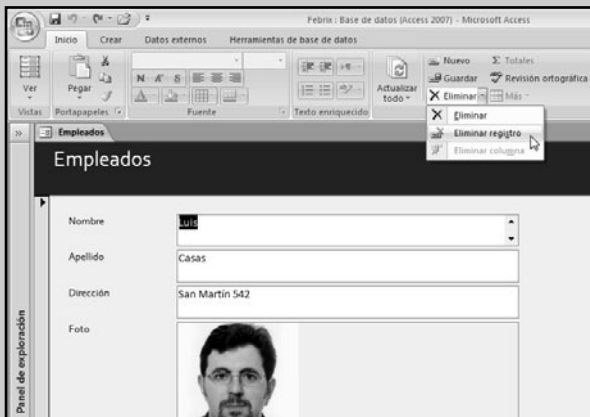 Febrix : Base de datos (Access 2007) - Microsoft Access
Inicio Crear Datos externos Herramientas de base de datos
Ver
Pegar
N K S
A
Actualizar todo
Nuevo
Guardar
Eliminar
Σ Totales
Revisión ortográfica
Más
Vistas Portapapeles Fuente Texto enriquecido
Eliminar
Eliminar registro
Eliminar columna
Empleados
Empleados
Nombre Luis
Apellido Casas
Dirección San Martín 542
Foto
Panel de exploración